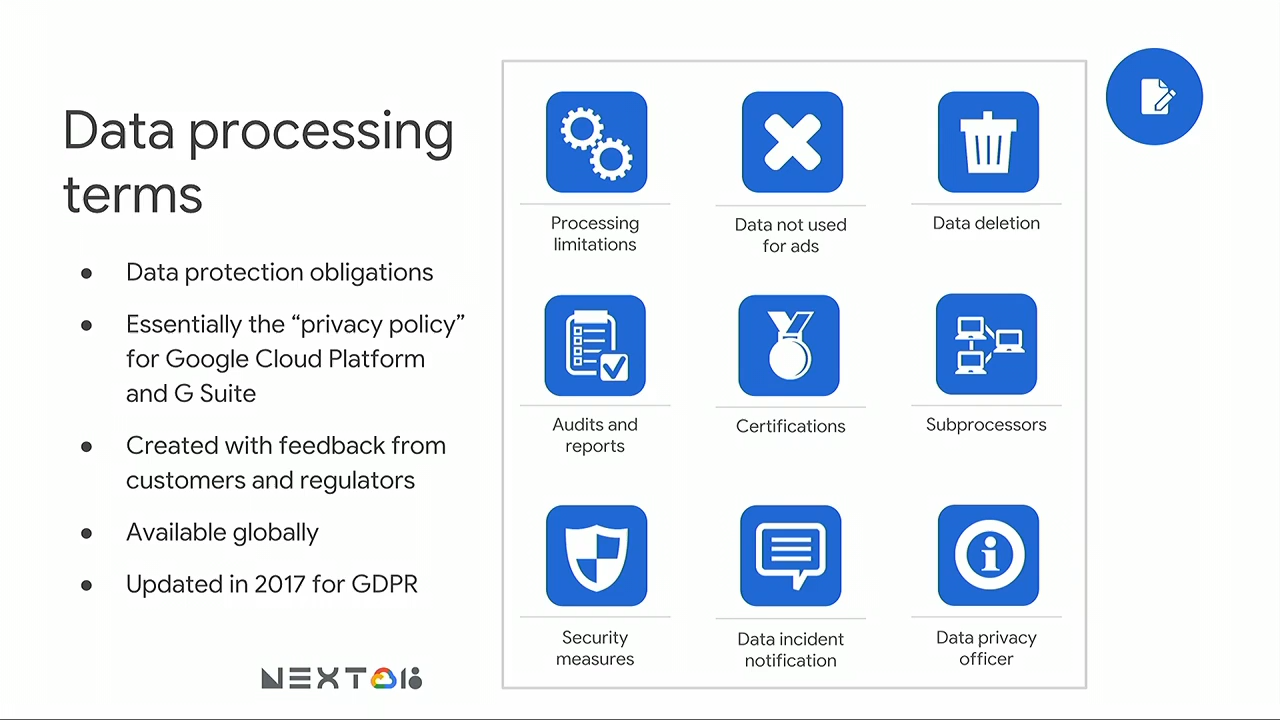 Data processing
terms
● Data protection obligations
● Essentially the “privacy policy”
for Google Cloud Platform
and G Suite
● Created with feedback from
customers and regulators
● Available globally
● Updated in 2017 for GDPR
NEXT 18
Processing
limitations
Data not used
for ads
Data deletion
Audits and
reports
Certifications
Subprocessors
Security
measures
Data incident
notification
Data privacy
officer